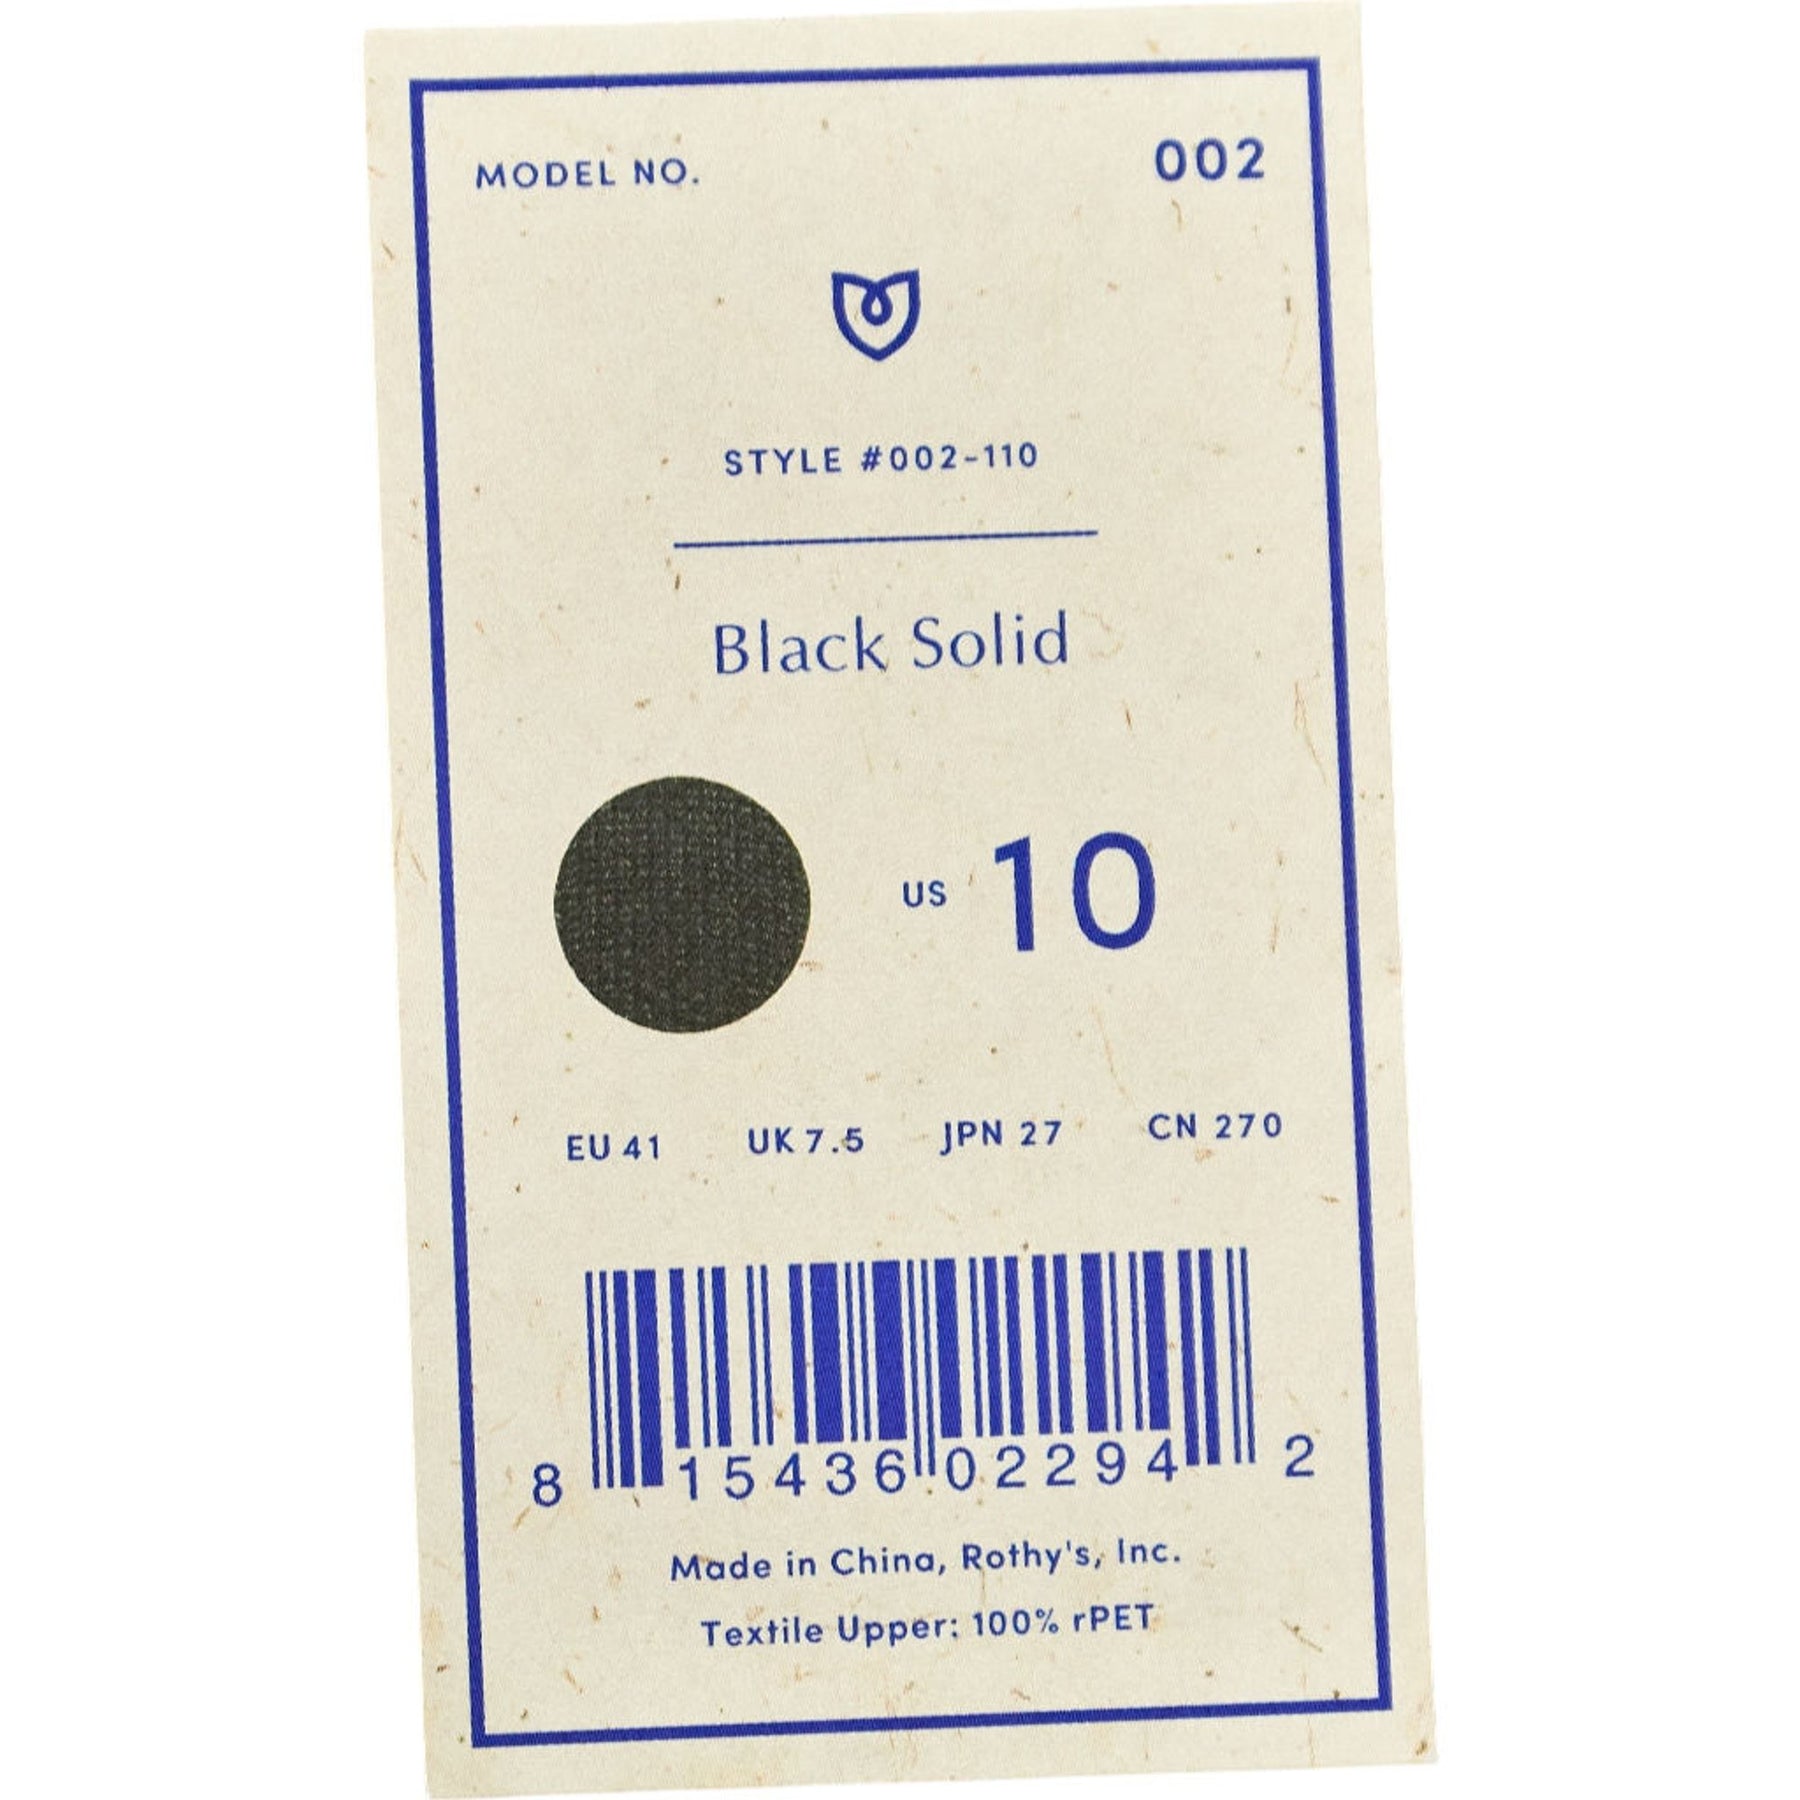 MODEL NO. 002
STYLE #002-110
Black Solid
US 10
EU 41 UK 7.5 JPN 27 CN 270
8 15436 02294 2
Made in China, Rothy's, Inc.
Textile Upper: 100% rPET